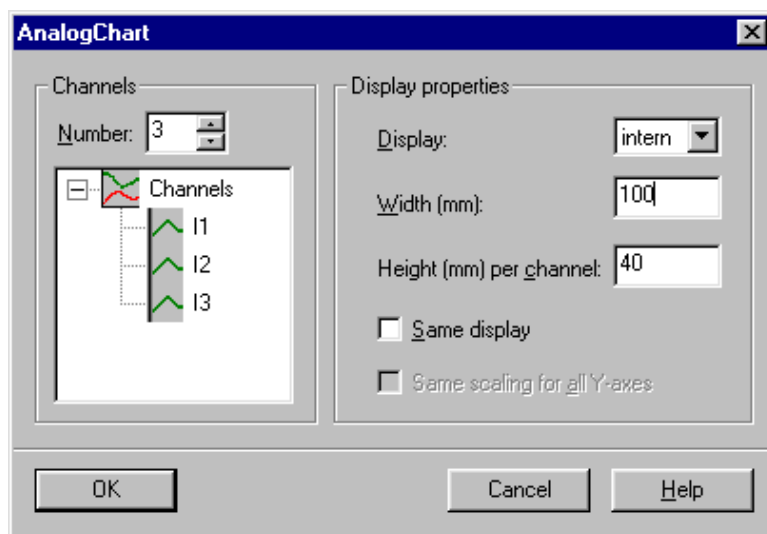 AnalogChart
Channels
Number: 3
Channels
I1
I2
I3
Display properties
Display: intern
Width (mm): 100
Height (mm) per channel: 40
Same display
Same scaling for all Y-axes
OK
Cancel
Help